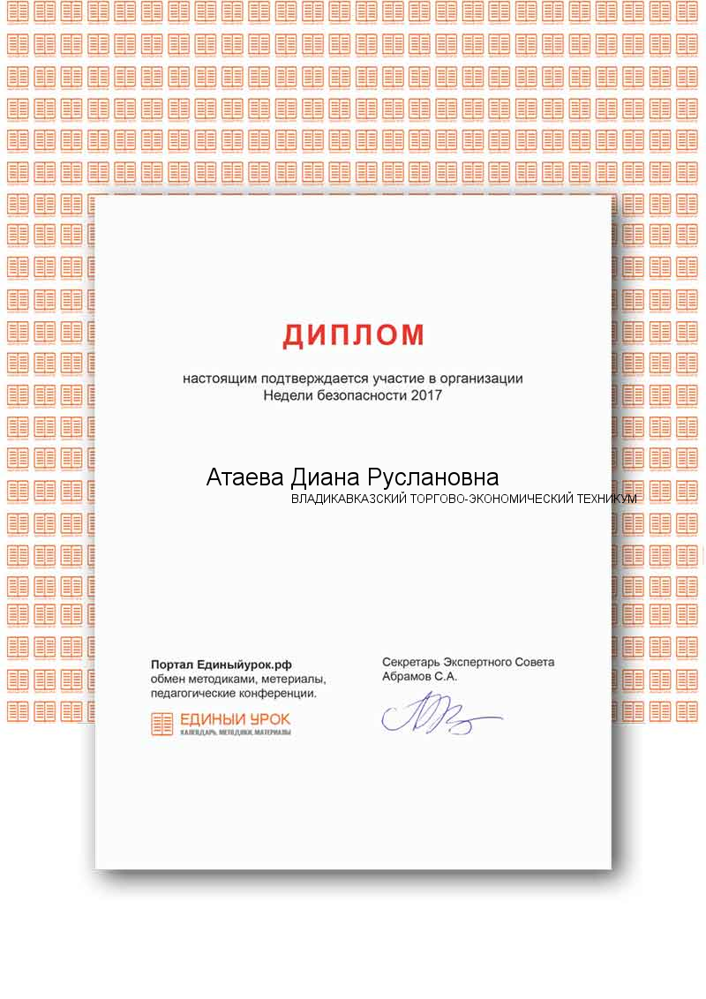 ДИПЛОМ
настоящим подтверждается участие в организации
Недели безопасности 2017
Атаева Диана Руслановна
ВЛАДИКАВКАЗСКИЙ ТОРГОВО-ЭКОНОМИЧЕСКИЙ ТЕХНИКУМ
Портал Единыйурок.рф
обмен методиками, метериалы,
педагогические конференции.
ЕДИНЫЙ УРОК
КАЛЕНДАРЬ, МЕТОДИКИ, МАТЕРИАЛЫ
Секретарь Экспертного Совета
Абрамов С.А.